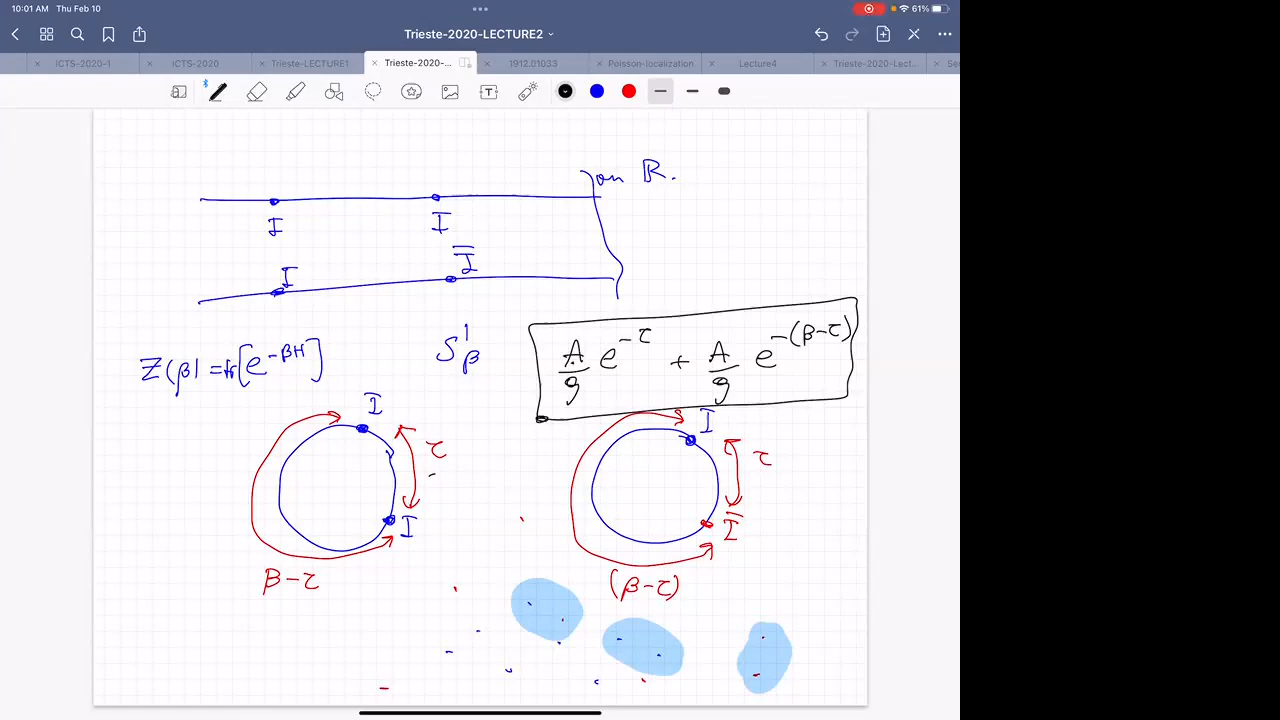 10:01 AM Thu Feb 10
61%
Trieste-2020-LECTURE2
ICTS-2020-1
ICTS-2020
Trieste-LECTURE1
Trieste-2020-...
1912.01033
Poisson-localization
Lecture4
Trieste-2020-Lect...
Se
T
on ℝ.
I I
I Ī
Z(β) = tr[e^{-βH}]
S¹_β
A/g e^{-τ} + A/g e^{-(β-τ)}
I
τ
I
β-τ
I
τ
Ī
(β-τ)